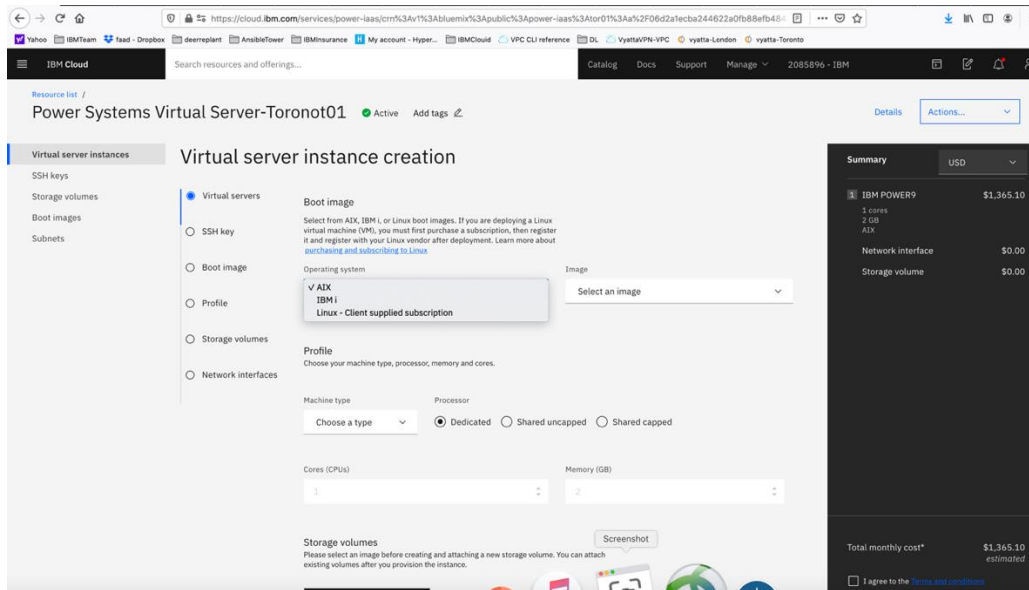 https://cloud.ibm.com/services/power-iaas/crn%3Av1%3Abluemix%3Apublic%3Apower-iaas%3Ator01%3Aa%2F06d2a1ecba244622a0fb88efb484
Yahoo IBMTeam faad - Dropbox deerreplant AnsibleTower IBMInsurance My account - Hyper... IBMClouid VPC CLI reference DL VyattaVPN-VPC vyatta-London vyatta-Toronto
IBM Cloud
Search resources and offerings...
Catalog Docs Support Manage 2085896 - IBM
Resource list /
Power Systems Virtual Server-Toronot01 Active Add tags
Details Actions...
Virtual server instances
SSH keys
Storage volumes
Boot images
Subnets
Virtual server instance creation
Virtual servers
SSH key
Boot image
Profile
Storage volumes
Network interfaces
Boot image
Select from AIX, IBM i, or Linux boot images. If you are deploying a Linux
virtual machine (VM), you must first purchase a subscription, then register
it and register with your Linux vendor after deployment. Learn more about
purchasing and subscribing to Linux
Operating system
✓ AIX
IBM i
Linux - Client supplied subscription
Image
Select an image
Profile
Choose your machine type, processor, memory and cores.
Machine type
Choose a type
Processor
Dedicated Shared uncapped Shared capped
Cores (CPUs)
1
Memory (GB)
2
Storage volumes
Please select an image before creating and attaching a new storage volume. You can attach
existing volumes after you provision the instance.
Screenshot
Summary
USD
1 IBM POWER9 $1,365.10
1 cores
2 GB
AIX
Network interface $0.00
Storage volume $0.00
Total monthly cost* $1,365.10
estimated
I agree to the Terms and conditions